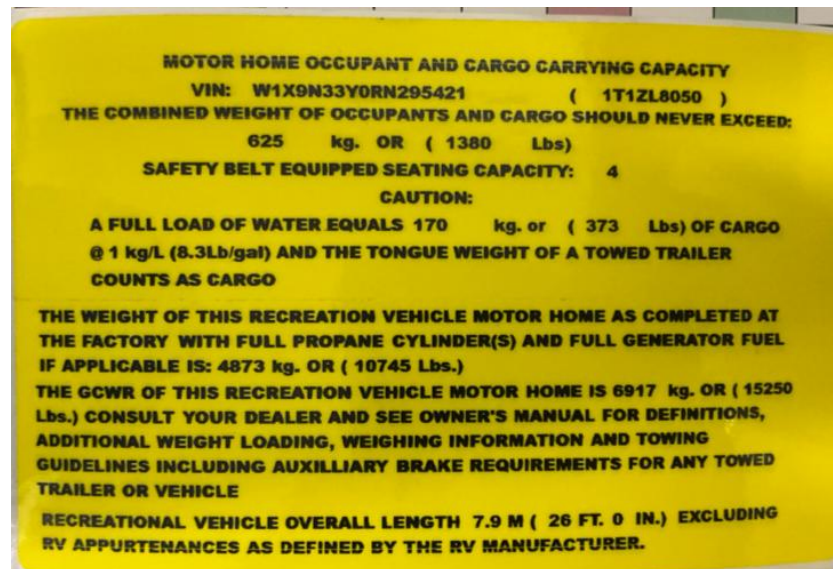 MOTOR HOME OCCUPANT AND CARGO CARRYING CAPACITY
VIN: W1X9N33Y0RN295421 ( 1T1ZL8050 )
THE COMBINED WEIGHT OF OCCUPANTS AND CARGO SHOULD NEVER EXCEED:
625 kg. OR ( 1380 Lbs)
SAFETY BELT EQUIPPED SEATING CAPACITY: 4
CAUTION:
A FULL LOAD OF WATER EQUALS 170 kg. or ( 373 Lbs) OF CARGO
@ 1 kg/L (8.3Lb/gal) AND THE TONGUE WEIGHT OF A TOWED TRAILER
COUNTS AS CARGO
THE WEIGHT OF THIS RECREATION VEHICLE MOTOR HOME AS COMPLETED AT
THE FACTORY WITH FULL PROPANE CYLINDER(S) AND FULL GENERATOR FUEL
IF APPLICABLE IS: 4873 kg. OR ( 10745 Lbs.)
THE GCWR OF THIS RECREATION VEHICLE MOTOR HOME IS 6917 kg. OR ( 15250
Lbs.) CONSULT YOUR DEALER AND SEE OWNER'S MANUAL FOR DEFINITIONS,
ADDITIONAL WEIGHT LOADING, WEIGHING INFORMATION AND TOWING
GUIDELINES INCLUDING AUXILLIARY BRAKE REQUIREMENTS FOR ANY TOWED
TRAILER OR VEHICLE
RECREATIONAL VEHICLE OVERALL LENGTH 7.9 M ( 26 FT. 0 IN.) EXCLUDING
RV APPURTENANCES AS DEFINED BY THE RV MANUFACTURER.